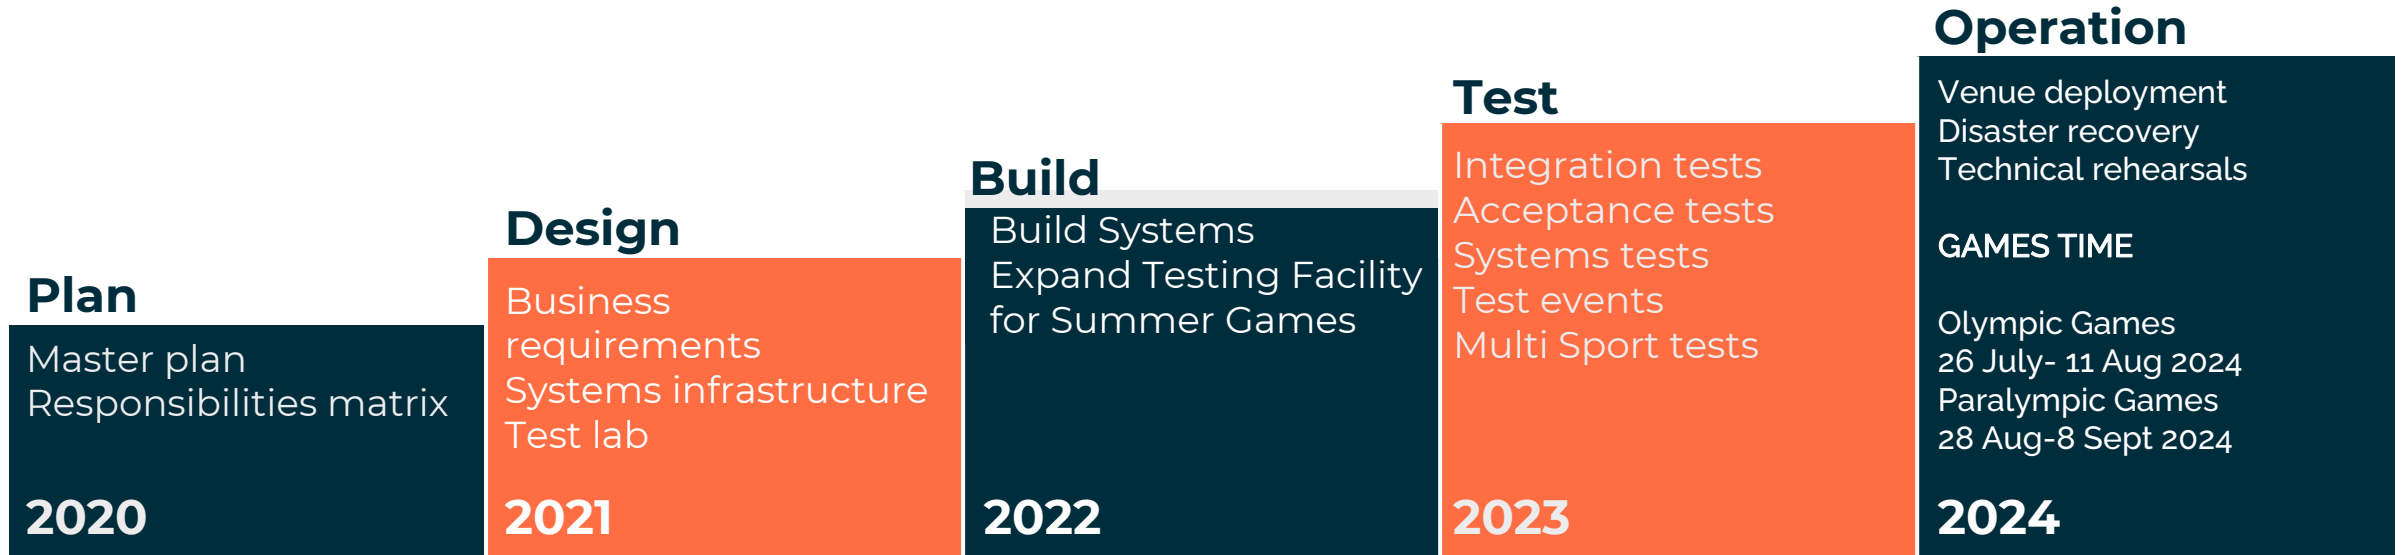 Plan
Master plan
Responsibilities matrix
2020
Design
Business
requirements
Systems infrastructure
Test lab
2021
Build
Build Systems
Expand Testing Facility
for Summer Games
2022
Test
Integration tests
Acceptance tests
Systems tests
Test events
Multi Sport tests
2023
Operation
Venue deployment
Disaster recovery
Technical rehearsals
GAMES TIME
Olympic Games
26 July- 11 Aug 2024
Paralympic Games
28 Aug-8 Sept 2024
2024